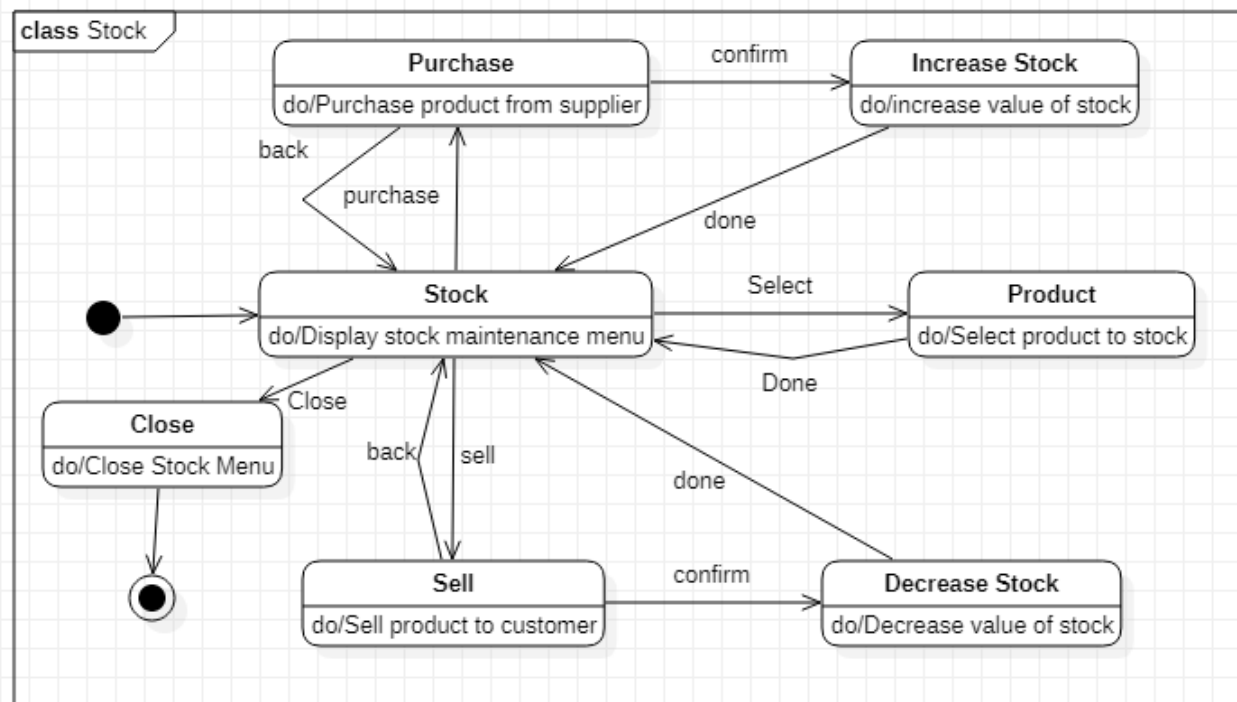 class Stock
Purchase
do/Purchase product from supplier
confirm
Increase Stock
do/increase value of stock
back
purchase
done
Stock
do/Display stock maintenance menu
Select
Product
do/Select product to stock
Done
Close
Close
do/Close Stock Menu
back
sell
done
Sell
do/Sell product to customer
confirm
Decrease Stock
do/Decrease value of stock